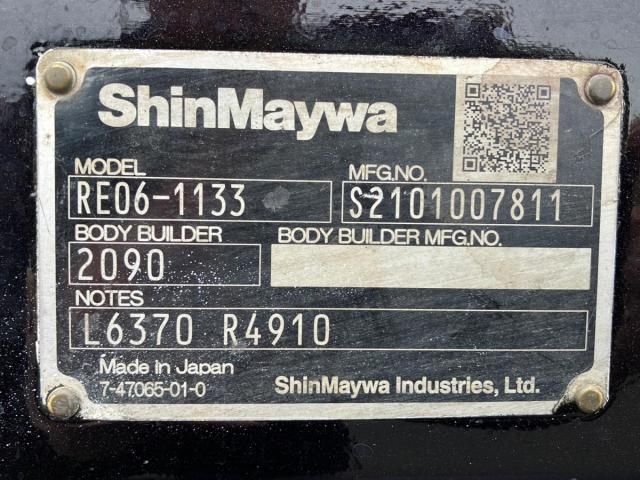 ShinMaywa
MODEL MFG.NO.
RE06-1133 S2101007811
BODY BUILDER BODY BUILDER MFG.NO.
2090
NOTES
L6370 R4910
Made in Japan
7-47065-01-0 ShinMaywa Industries, Ltd.